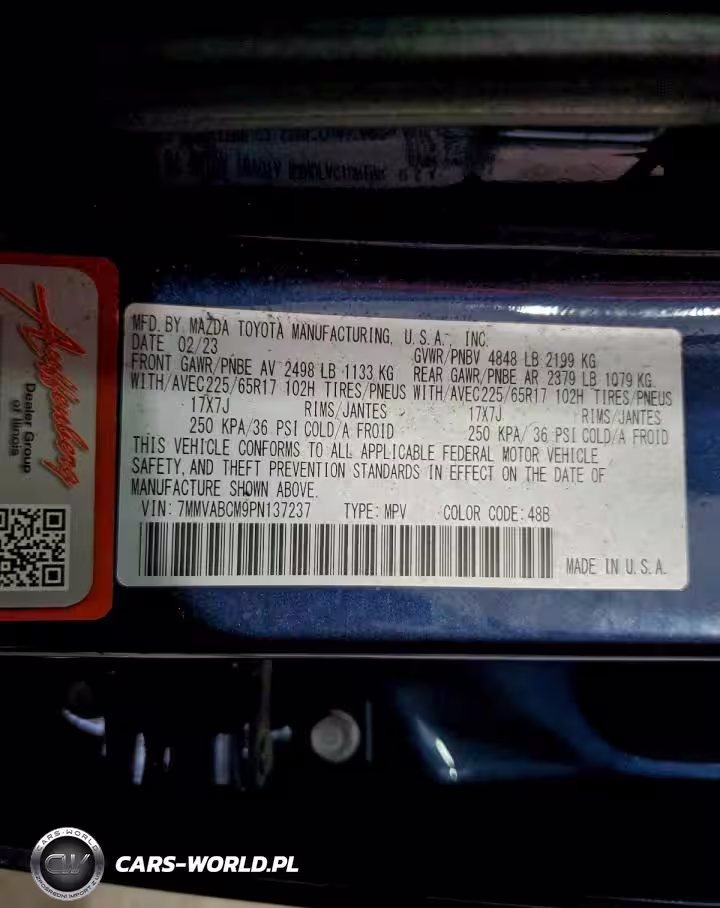 MFD. BY MAZDA TOYOTA MANUFACTURING, U.S.A., INC.
DATE 02/23 GVWR/PNBV 4848 LB 2199 KG
FRONT GAWR/PNBE AV 2498 LB 1133 KG REAR GAWR/PNBE AR 2379 LB 1079 KG
WITH/AVEC225/65R17 102H TIRES/PNEUS WITH/AVEC225/65R17 102H TIRES/PNEUS
17X7J RIMS/JANTES 17X7J RIMS/JANTES
250 KPA/36 PSI COLD/A FROID 250 KPA/ 36 PSI COLD/A FROID
THIS VEHICLE CONFORMS TO ALL APPLICABLE FEDERAL MOTOR VEHICLE
SAFETY, AND THEFT PREVENTION STANDARDS IN EFFECT ON THE DATE OF
MANUFACTURE SHOWN ABOVE.
VIN: 7MMVABCM9PN137237 TYPE: MPV COLOR CODE: 48B
MADE IN U.S.A.
Auffenberg
Dealer Group
of Illinois
CARS-WORLD
CW
CARS-WORLD.PL